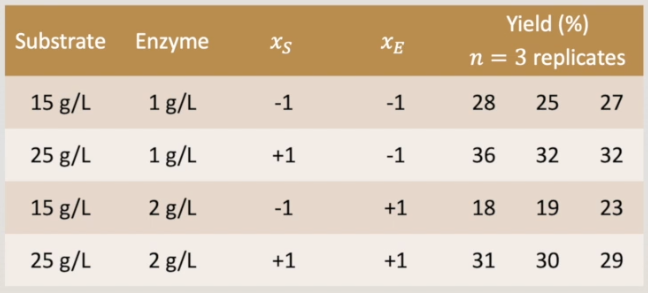 Substrate Enzyme x_S x_E Yield (%)
n = 3 replicates
15 g/L 1 g/L -1 -1 28 25 27
25 g/L 1 g/L +1 -1 36 32 32
15 g/L 2 g/L -1 +1 18 19 23
25 g/L 2 g/L +1 +1 31 30 29